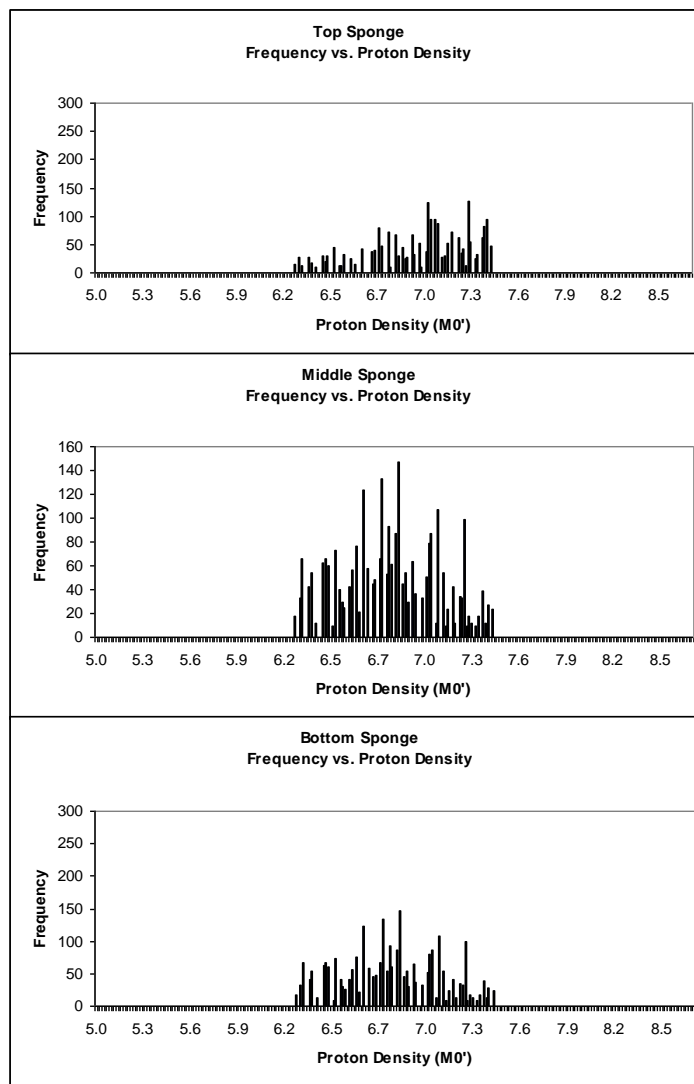 Top Sponge
Frequency vs. Proton Density
300
250
200
150
100
50
0
Frequency
5.0 5.3 5.6 5.9 6.2 6.5 6.7 7.0 7.3 7.6 7.9 8.2 8.5
Proton Density (M0')
Middle Sponge
Frequency vs. Proton Density
160
140
120
100
80
60
40
20
0
Frequency
5.0 5.3 5.6 5.9 6.2 6.5 6.7 7.0 7.3 7.6 7.9 8.2 8.5
Proton Density (M0')
Bottom Sponge
Frequency vs. Proton Density
300
250
200
150
100
50
0
Frequency
5.0 5.3 5.6 5.9 6.2 6.5 6.7 7.0 7.3 7.6 7.9 8.2 8.5
Proton Density (M0')